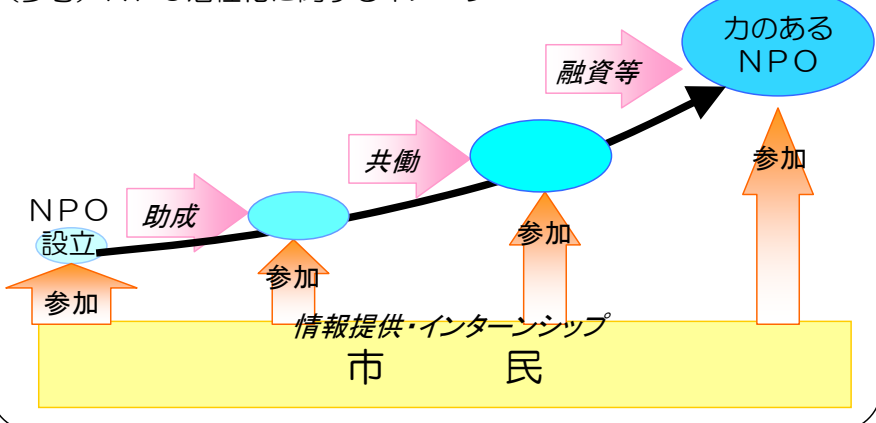 力のある
NPO
融資等
共働
参加
NPO
設立
助成
参加
参加
参加
情報提供・インターンシップ
市 民